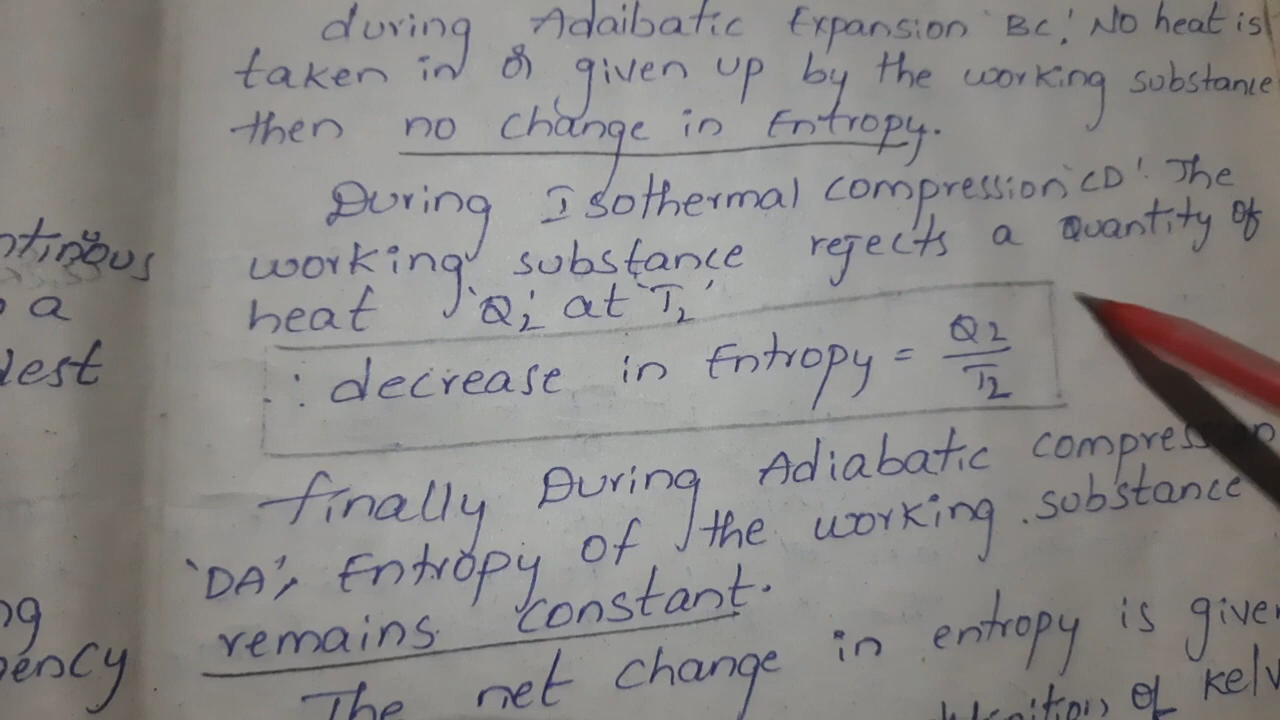 during Adaibatic Expansion 'BC'. No heat is
taken in or given up by the working substance
then no change in Entropy.
During Isothermal compression 'CD'. The
working substance rejects a Quantity of
heat 'Q2' at 'T2'
∴ decrease in Entropy = Q2/T2
finally During Adiabatic compression
'DA', Entropy of the working substance
remains constant.
The net change in entropy is
of
a